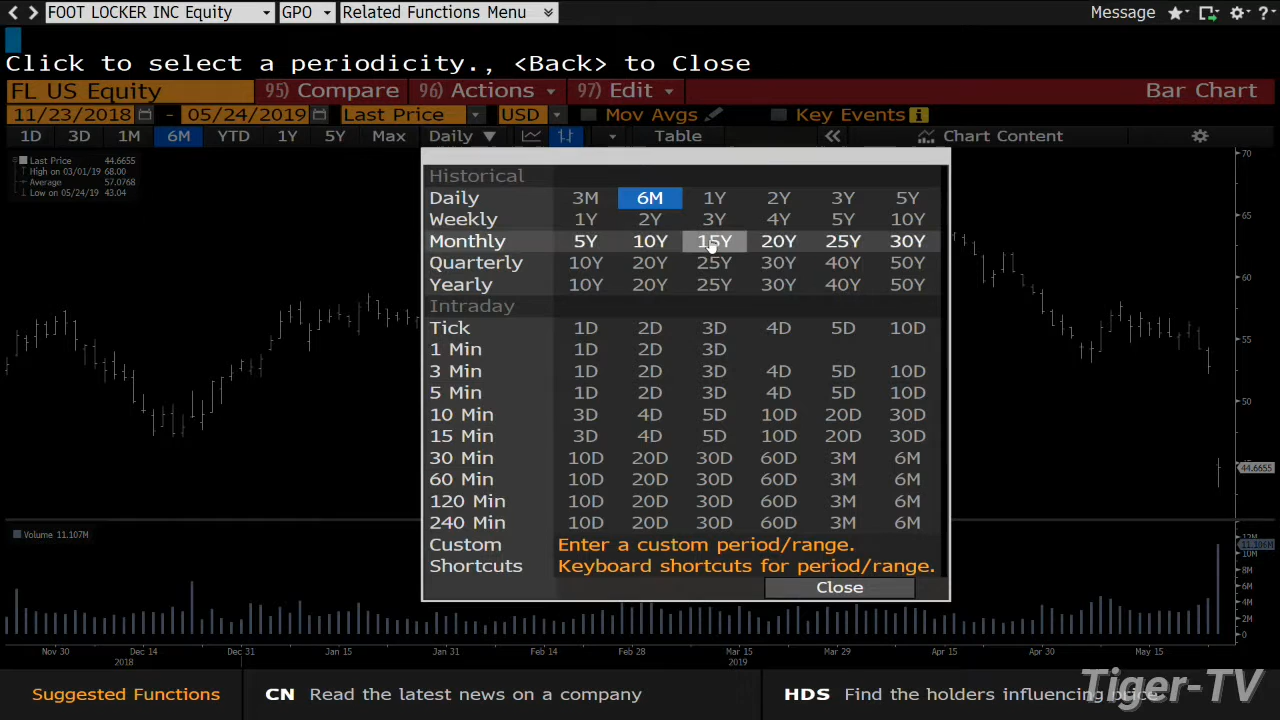 FOOT LOCKER INC Equity GPO Related Functions Menu Message ?
Click to select a periodicity., <Back> to Close
FL US Equity 95) Compare 96) Actions 97) Edit Bar Chart
11/23/2018 - 05/24/2019 Last Price USD Mov Avgs Key Events i
1D 3D 1M 6M YTD 1Y 5Y Max Daily Table Chart Content
Last Price 44.6655
High on 03/01/19 68.00
Average 57.0768
Low on 05/24/19 43.04
Historical
Daily 3M 6M 1Y 2Y 3Y 5Y
Weekly 1Y 2Y 3Y 4Y 5Y 10Y
Monthly 5Y 10Y 15Y 20Y 25Y 30Y
Quarterly 10Y 20Y 25Y 30Y 40Y 50Y
Yearly 10Y 20Y 25Y 30Y 40Y 50Y
Intraday
Tick 1D 2D 3D 4D 5D 10D
1 Min 1D 2D 3D
3 Min 1D 2D 3D 4D 5D 10D
5 Min 1D 2D 3D 4D 5D 10D
10 Min 3D 4D 5D 10D 20D 30D
15 Min 3D 4D 5D 10D 20D 30D
30 Min 10D 20D 30D 60D 3M 6M
60 Min 10D 20D 30D 60D 3M 6M
120 Min 10D 20D 30D 60D 3M 6M
240 Min 10D 20D 30D 60D 3M 6M
Custom Enter a custom period/range.
Shortcuts Keyboard shortcuts for period/range.
Close
70
65
60
55
50
44.6655
Volume 11.107M
12M
10M
8M
6M
4M
2M
0
Nov 30 Dec 14 Dec 31 Jan 15 Jan 31 Feb 14 Feb 28 Mar 15 Mar 29 Apr 15 Apr 30 May 15
2018 2019
Suggested Functions CN Read the latest news on a company HDS Find the holders influencing price
Tiger-TV